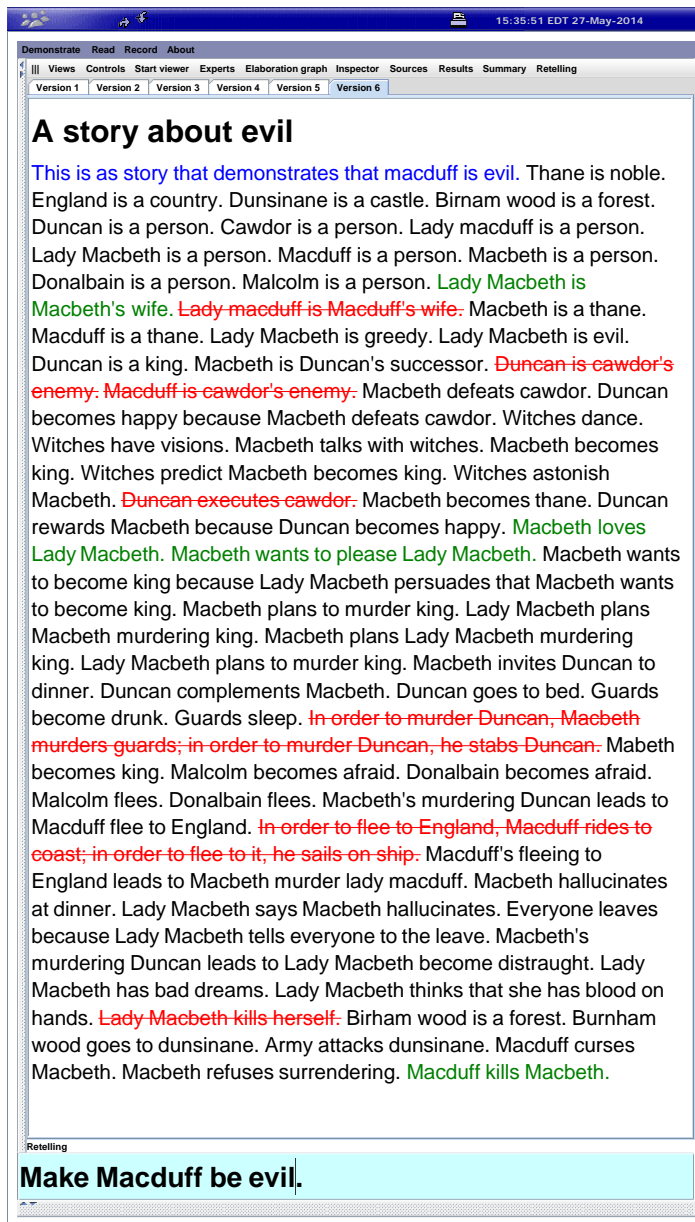 15:35:51 EDT 27-May-2014
Demonstrate Read Record About
||| Views Controls Start viewer Experts Elaboration graph Inspector Sources Results Summary Retelling
Version 1 Version 2 Version 3 Version 4 Version 5 Version 6
A story about evil
This is as story that demonstrates that macduff is evil. Thane is noble.
England is a country. Dunsinane is a castle. Birnam wood is a forest.
Duncan is a person. Cawdor is a person. Lady macduff is a person.
Lady Macbeth is a person. Macduff is a person. Macbeth is a person.
Donalbain is a person. Malcolm is a person. Lady Macbeth is
Macbeth's wife. Lady macduff is Macduff's wife. Macbeth is a thane.
Macduff is a thane. Lady Macbeth is greedy. Lady Macbeth is evil.
Duncan is a king. Macbeth is Duncan's successor. Duncan is cawdor's
enemy. Macduff is cawdor's enemy. Macbeth defeats cawdor. Duncan
becomes happy because Macbeth defeats cawdor. Witches dance.
Witches have visions. Macbeth talks with witches. Macbeth becomes
king. Witches predict Macbeth becomes king. Witches astonish
Macbeth. Duncan executes cawdor. Macbeth becomes thane. Duncan
rewards Macbeth because Duncan becomes happy. Macbeth loves
Lady Macbeth. Macbeth wants to please Lady Macbeth. Macbeth wants
to become king because Lady Macbeth persuades that Macbeth wants
to become king. Macbeth plans to murder king. Lady Macbeth plans
Macbeth murdering king. Macbeth plans Lady Macbeth murdering
king. Lady Macbeth plans to murder king. Macbeth invites Duncan to
dinner. Duncan complements Macbeth. Duncan goes to bed. Guards
become drunk. Guards sleep. In order to murder Duncan, Macbeth
murders guards; in order to murder Duncan, he stabs Duncan. Mabeth
becomes king. Malcolm becomes afraid. Donalbain becomes afraid.
Malcolm flees. Donalbain flees. Macbeth's murdering Duncan leads to
Macduff flee to England. In order to flee to England, Macduff rides to
coast; in order to flee to it, he sails on ship. Macduff's fleeing to
England leads to Macbeth murder lady macduff. Macbeth hallucinates
at dinner. Lady Macbeth says Macbeth hallucinates. Everyone leaves
because Lady Macbeth tells everyone to the leave. Macbeth's
murdering Duncan leads to Lady Macbeth become distraught. Lady
Macbeth has bad dreams. Lady Macbeth thinks that she has blood on
hands. Lady Macbeth kills herself. Birham wood is a forest. Burnham
wood goes to dunsinane. Army attacks dunsinane. Macduff curses
Macbeth. Macbeth refuses surrendering. Macduff kills Macbeth.
Retelling
Make Macduff be evil.